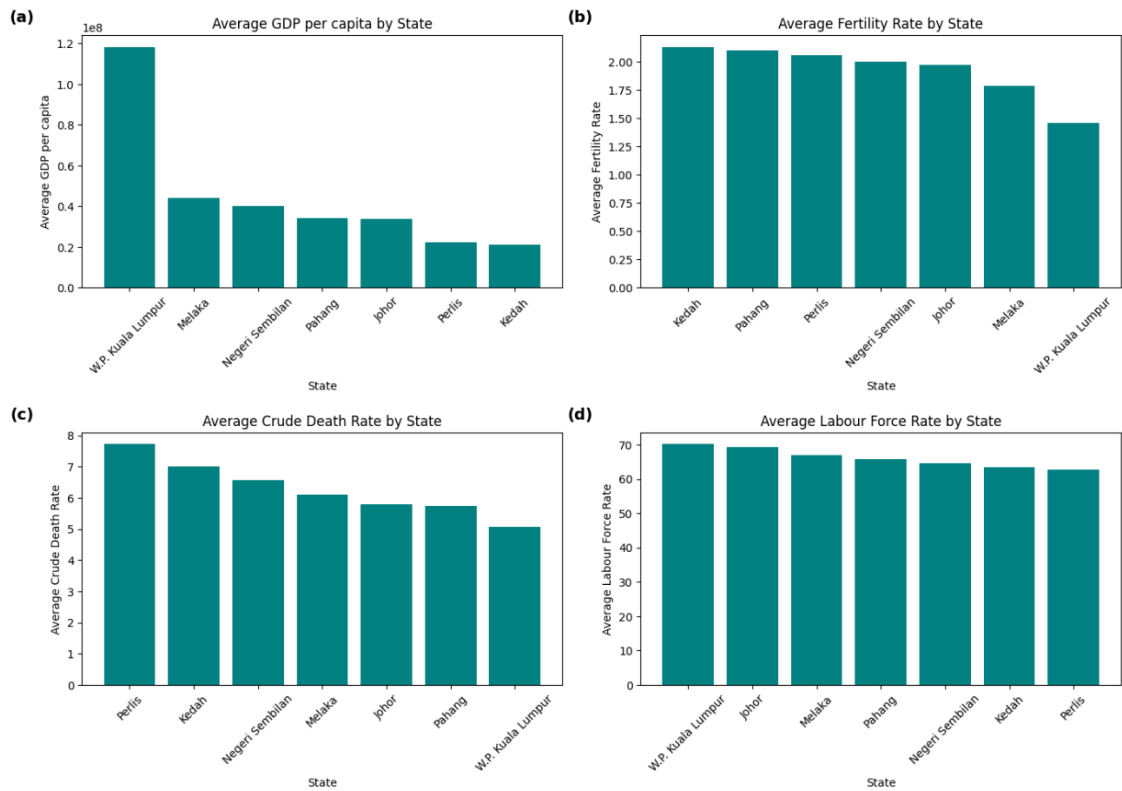 (a)
Average GDP per capita by State
1e8
Average GDP per capita
1.2
1.0
0.8
0.6
0.4
0.2
0.0
W.P. Kuala Lumpur
Melaka
Negeri Sembilan
Pahang
Johor
Perlis
Kedah
State
(b)
Average Fertility Rate by State
Average Fertility Rate
2.00
1.75
1.50
1.25
1.00
0.75
0.50
0.25
0.00
Kedah
Pahang
Perlis
Negeri Sembilan
Johor
Melaka
W.P. Kuala Lumpur
State
(c)
Average Crude Death Rate by State
Average Crude Death Rate
8
7
6
5
4
3
2
1
0
Perlis
Kedah
Negeri Sembilan
Melaka
Johor
Pahang
W.P. Kuala Lumpur
State
(d)
Average Labour Force Rate by State
Average Labour Force Rate
70
60
50
40
30
20
10
0
W.P. Kuala Lumpur
Johor
Melaka
Pahang
Negeri Sembilan
Kedah
Perlis
State